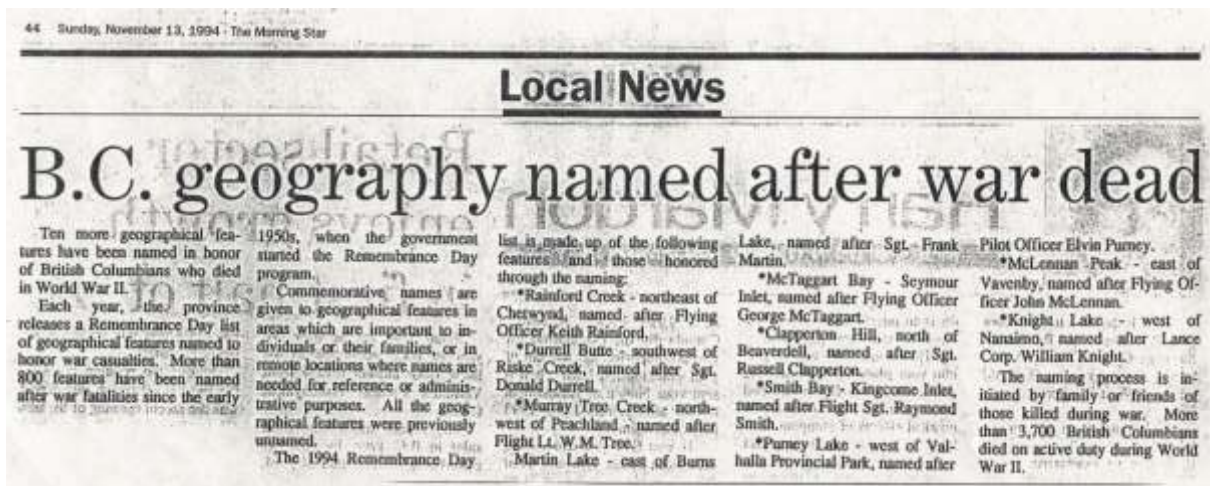 44 Sunday, November 13, 1994 - The Morning Star
Local News
B.C. geography named after war dead
Ten more geographical fea-
tures have been named in honor
of British Columbians who died
in World War II.
Each year, the province
releases a Remembrance Day list
of geographical features named to
honor war casualties. More than
800 features have been named
after war fatalities since the early
1950s, when the government
started the Remembrance Day
program.
Commemorative names are
given to geographical features in
areas which are important to in-
dividuals or their families, or in
remote locations where names are
needed for reference or adminis-
trative purposes. All the geog-
raphical features were previously
unnamed.
The 1994 Remembrance Day
list is made up of the following
features and those honored
through the naming:
*Rainford Creek - northeast of
Chetwynd, named after Flying
Officer Keith Rainford.
*Durrell Butte - southwest of
Riske Creek, named after Sgt.
Donald Durrell.
*Murray Tree Creek - north-
west of Peachland, named after
Flight Lt. W.M. Tree.
Martin Lake - east of Burns
Lake, named after Sgt. Frank
Martin.
*McTaggart Bay - Seymour
Inlet, named after Flying Officer
George McTaggart.
*Clapperton Hill, north of
Beaverdell, named after Sgt.
Russell Clapperton.
*Smith Bay - Kingcome Inlet,
named after Flight Sgt. Raymond
Smith.
*Purney Lake - west of Val-
halla Provincial Park, named after
Pilot Officer Elvin Purney.
*McLennan Peak - east of
Vavenby, named after Flying Of-
ficer John McLennan.
*Knight Lake - west of
Nanaimo, named after Lance
Corp. William Knight.
The naming process is in-
itiated by family or friends of
those killed during war. More
than 3,700 British Columbians
died on active duty during World
War II.